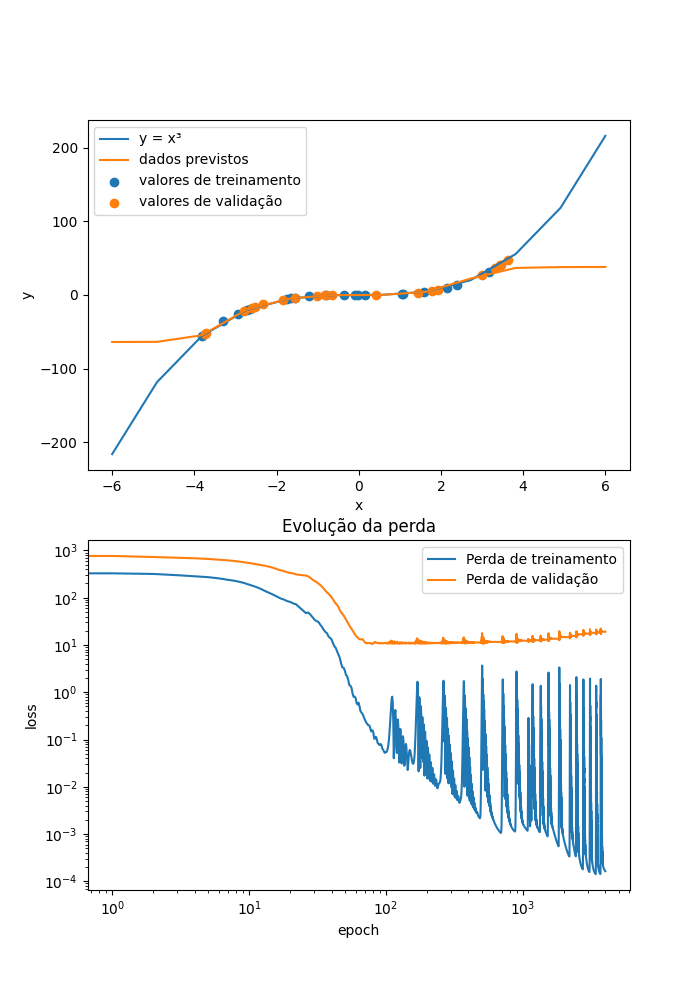 y = x³
dados previstos
valores de treinamento
valores de validação
200
100
0
−100
−200
y
−6
−4
−2
0
2
4
6
x
Evolução da perda
Perda de treinamento
Perda de validação
10³
10²
10¹
10⁰
10⁻¹
10⁻²
10⁻³
10⁻⁴
loss
10⁰
10¹
10²
10³
epoch